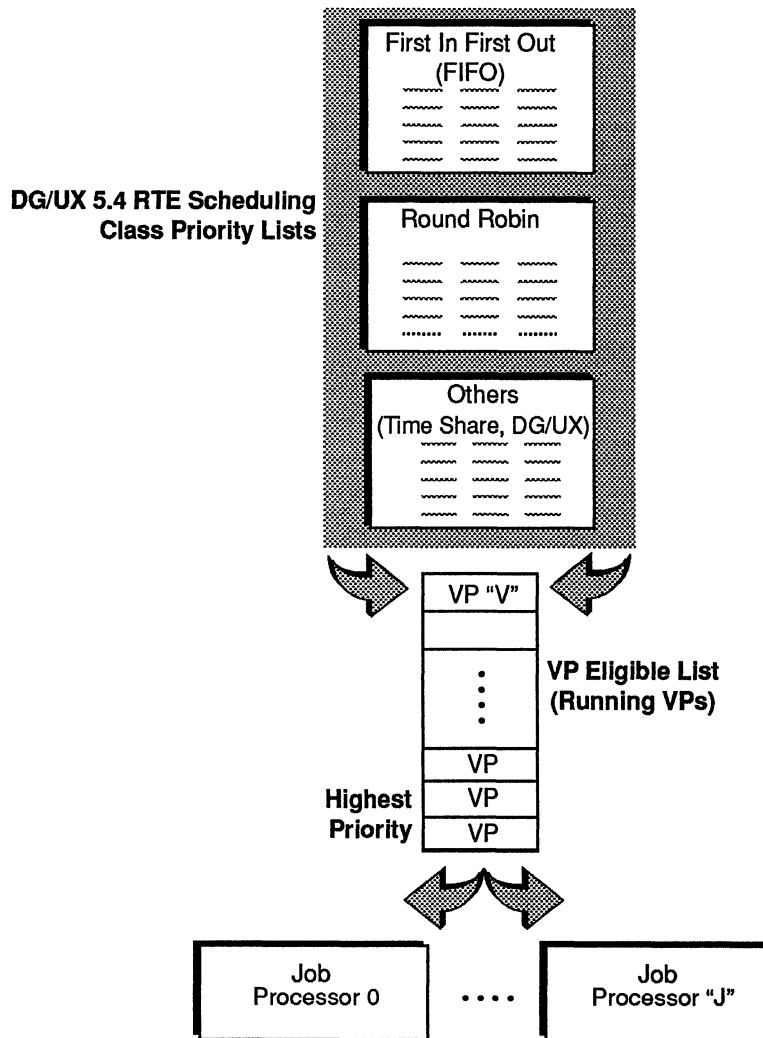 First In First Out
(FIFO)
DG/UX 5.4 RTE Scheduling
Class Priority Lists
Round Robin
Others
(Time Share, DG/UX)
VP “V”
VP Eligible List
(Running VPs)
VP
Highest
Priority
VP
VP
Job
Processor 0
Job
Processor “J”